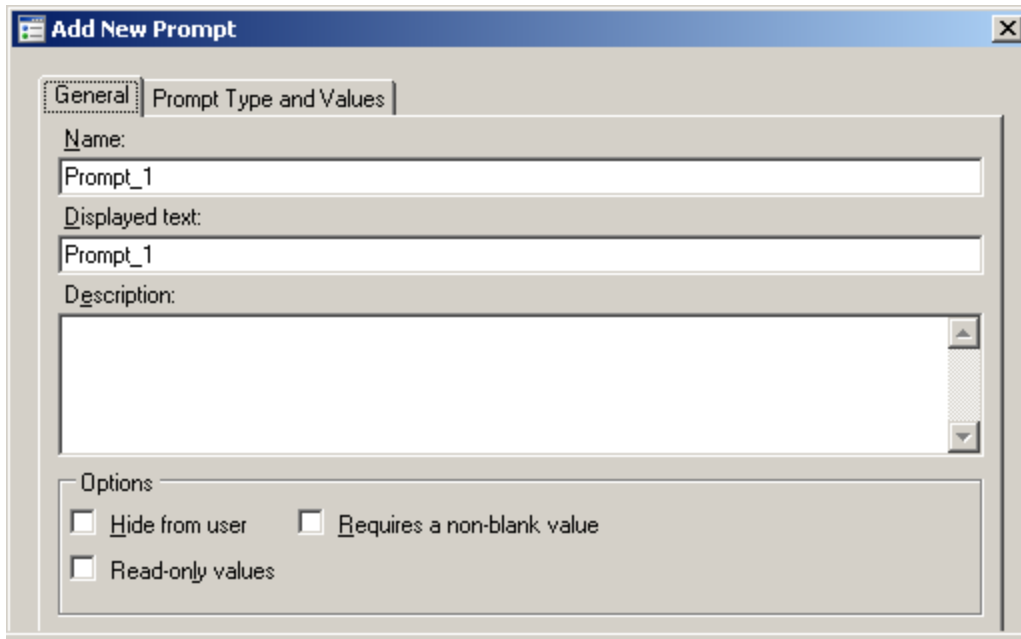 Add New Prompt
General Prompt Type and Values
Name:
Prompt_1
Displayed text:
Prompt_1
Description:
Options
Hide from user Requires a non-blank value
Read-only values